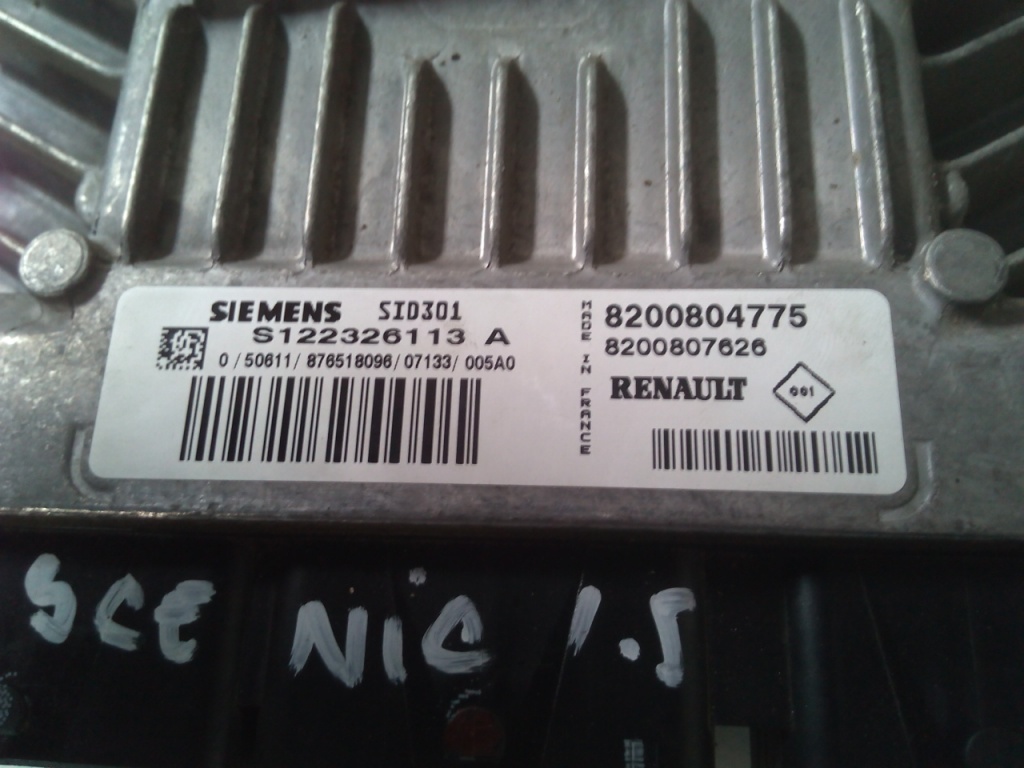 SIEMENS SID301
S122326113 A
0/50611/876518096/07133/005A0
MADE IN FRANCE
8200804775
8200807626
RENAULT 001
SCENIC 1.5